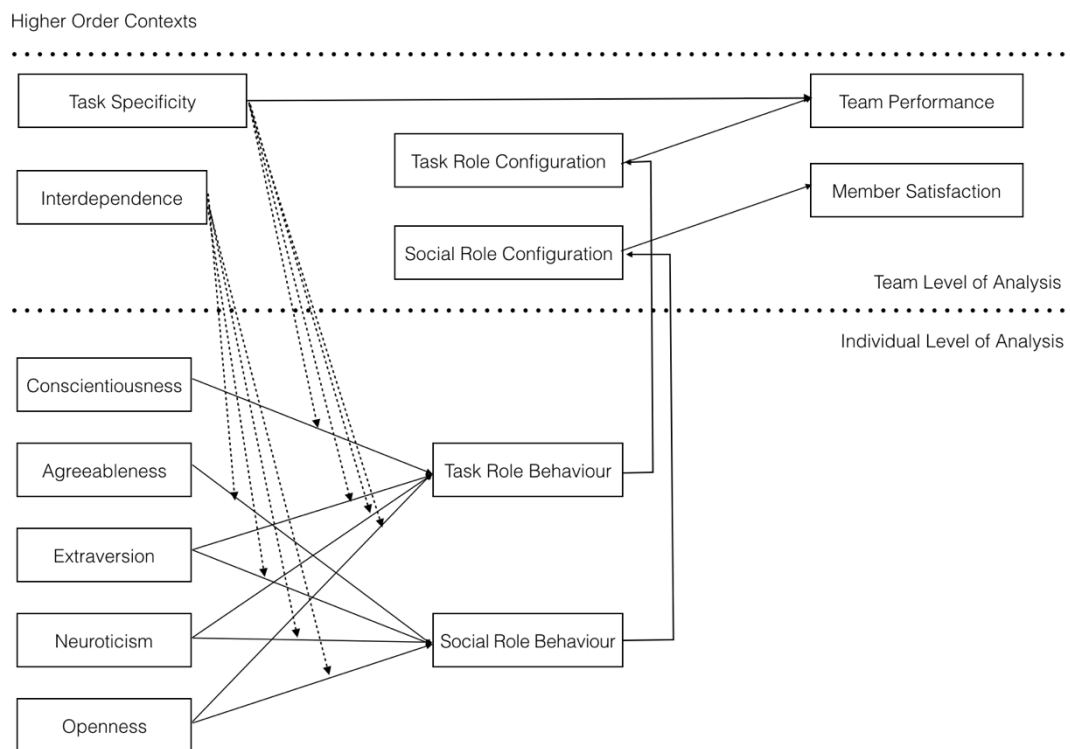 Higher Order Contexts
Task Specificity
Team Performance
Task Role Configuration
Interdependence
Member Satisfaction
Social Role Configuration
Team Level of Analysis
Individual Level of Analysis
Conscientiousness
Agreeableness
Task Role Behaviour
Extraversion
Neuroticism
Social Role Behaviour
Openness